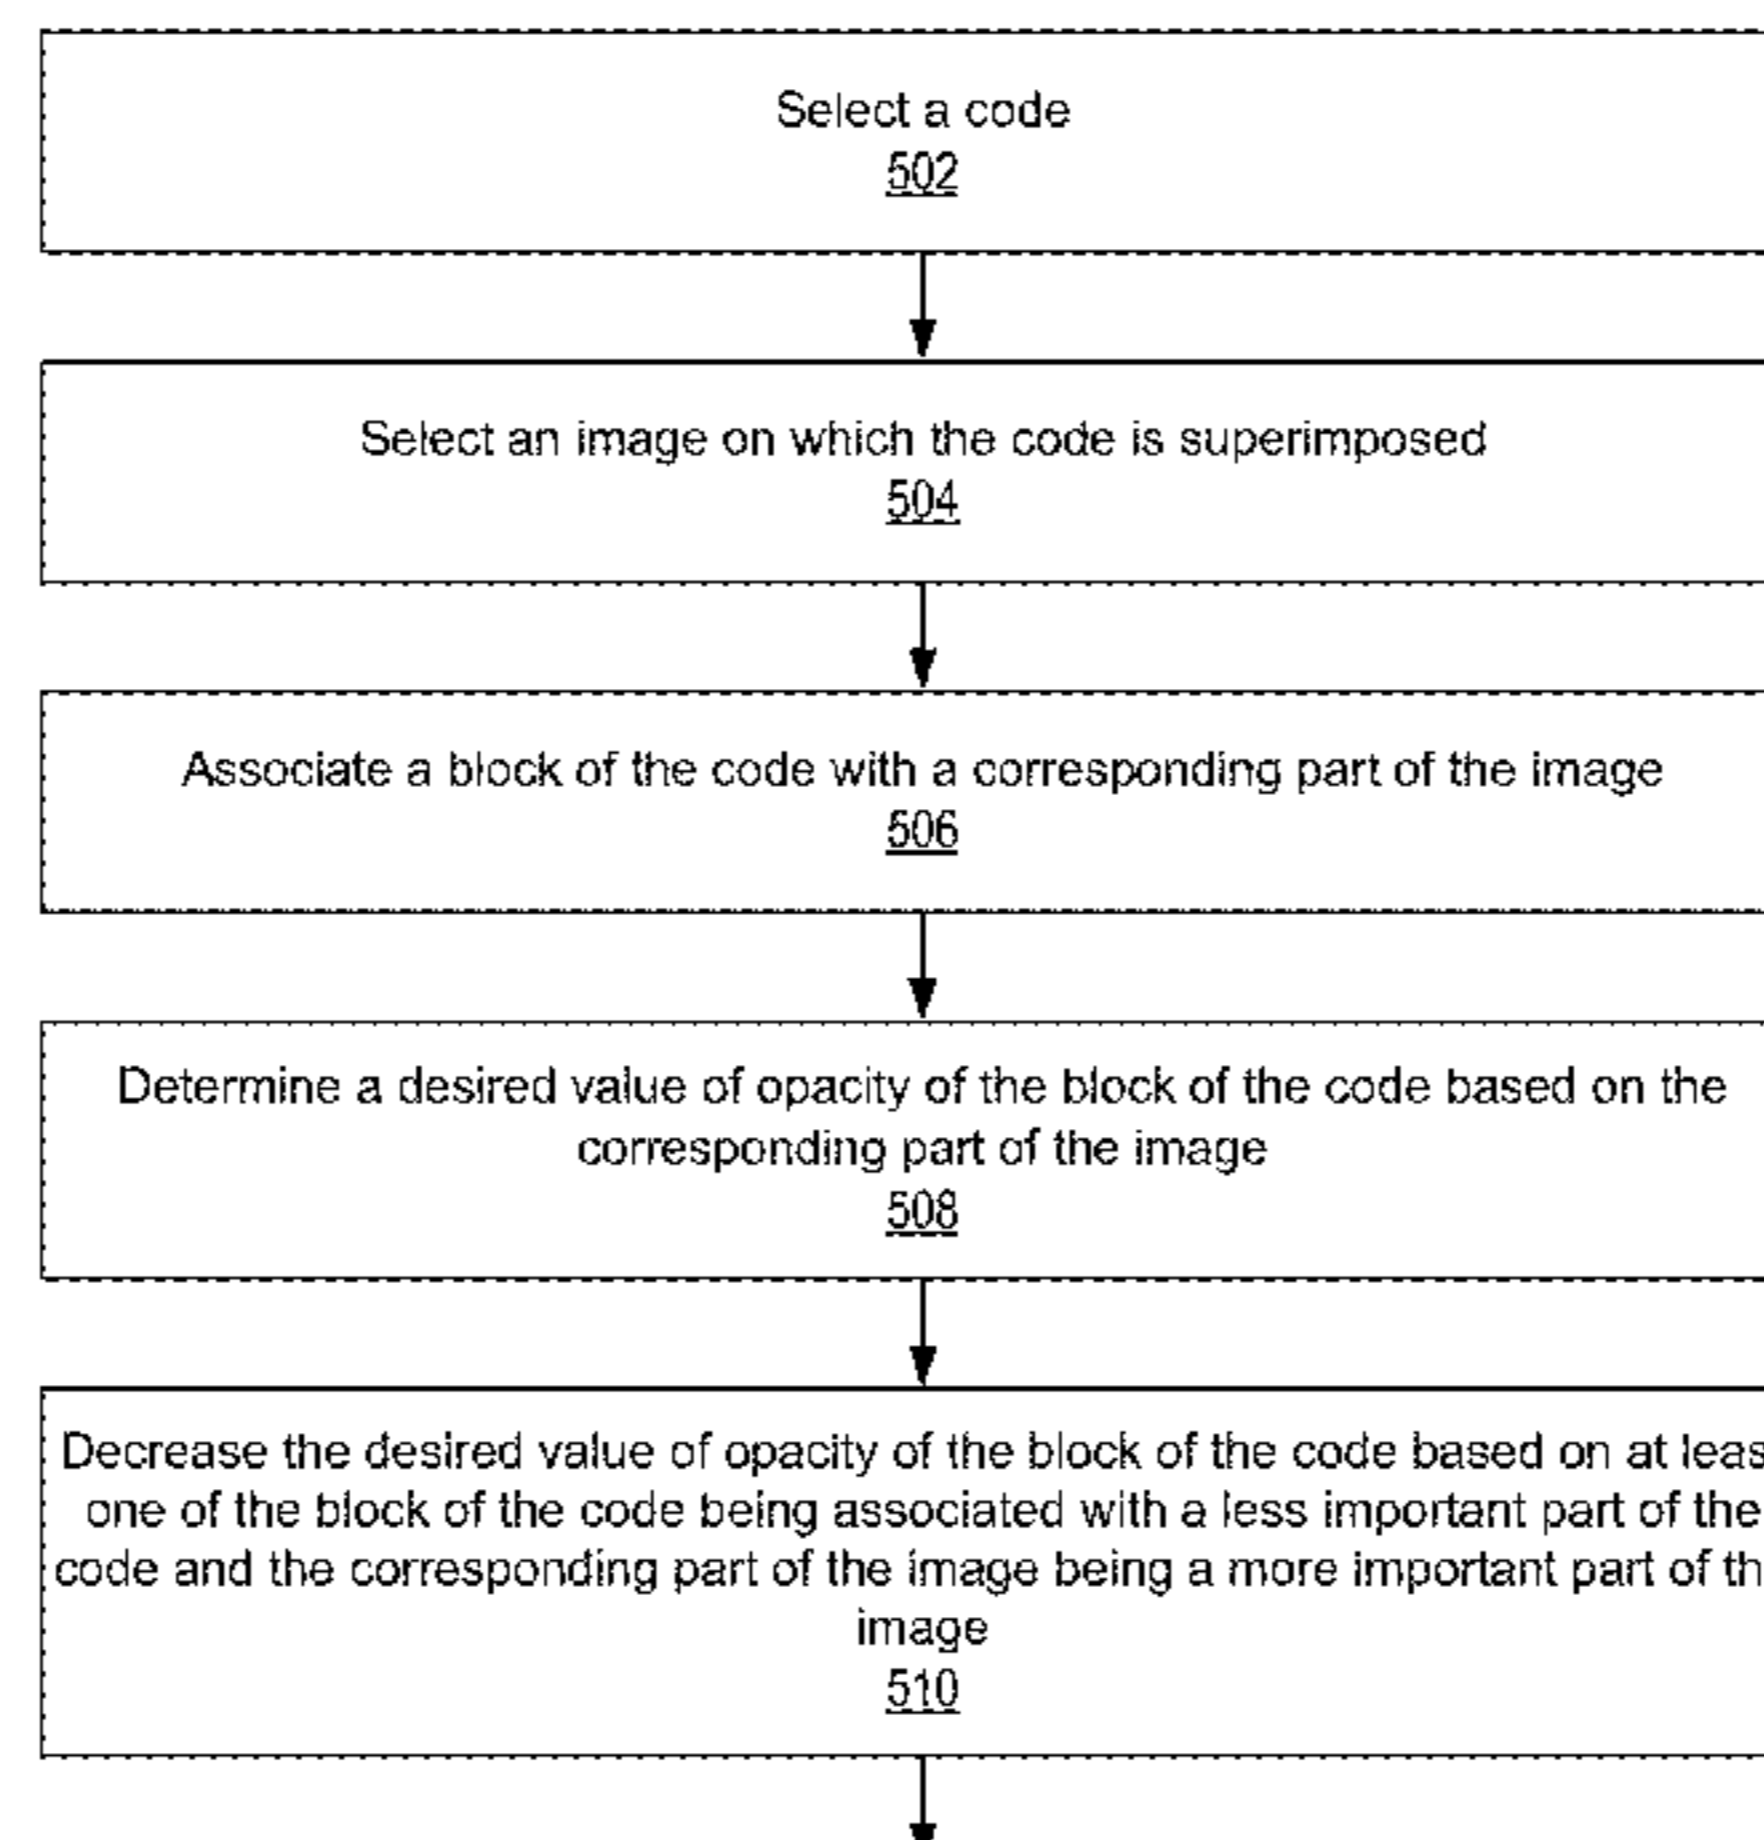 Select a code
502
Select an image on which the code is superimposed
504
Associate a block of the code with a corresponding part of the image
506
Determine a desired value of opacity of the block of the code based on the
corresponding part of the image
508
Decrease the desired value of opacity of the block of the code based on at leas
one of the block of the code being associated with a less important part of the
code and the corresponding part of the image being a more important part of th
image
510